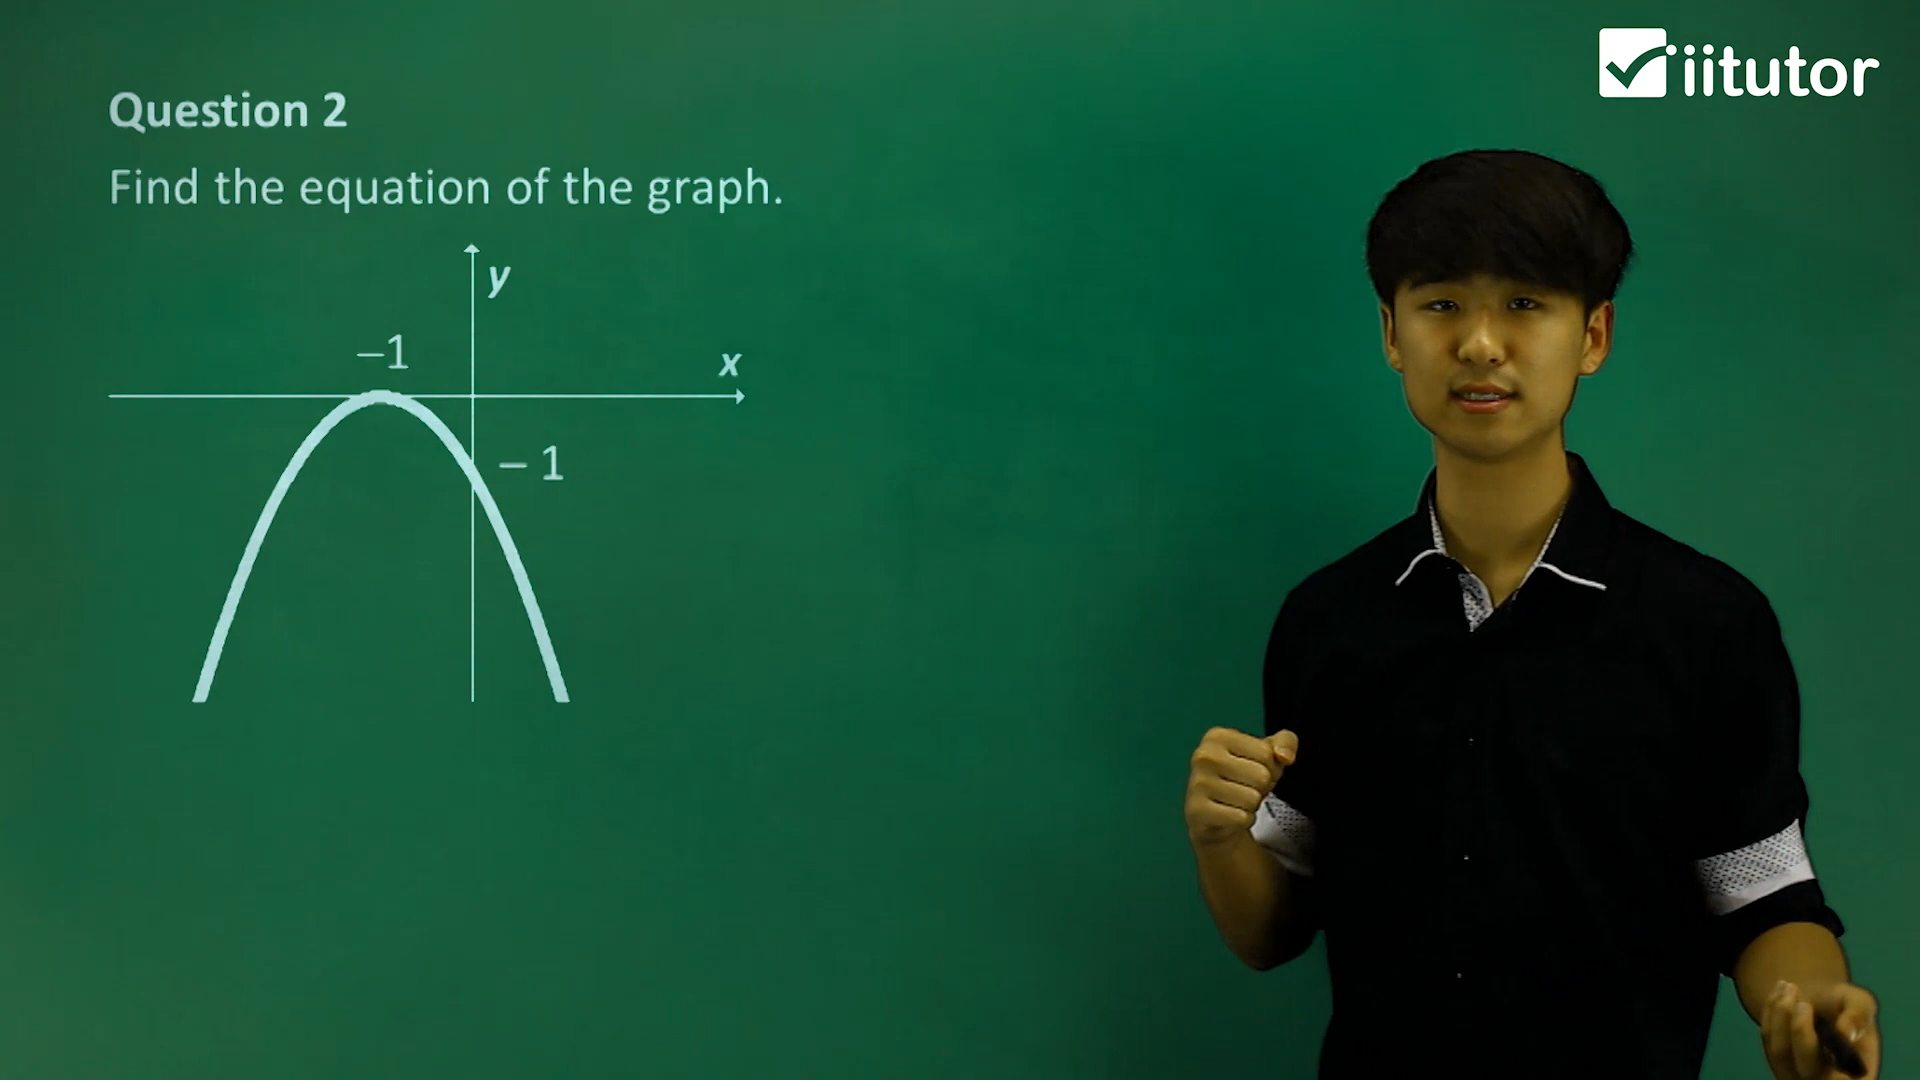 iitutor
Question 2
Find the equation of the graph.
y
–1
x
– 1